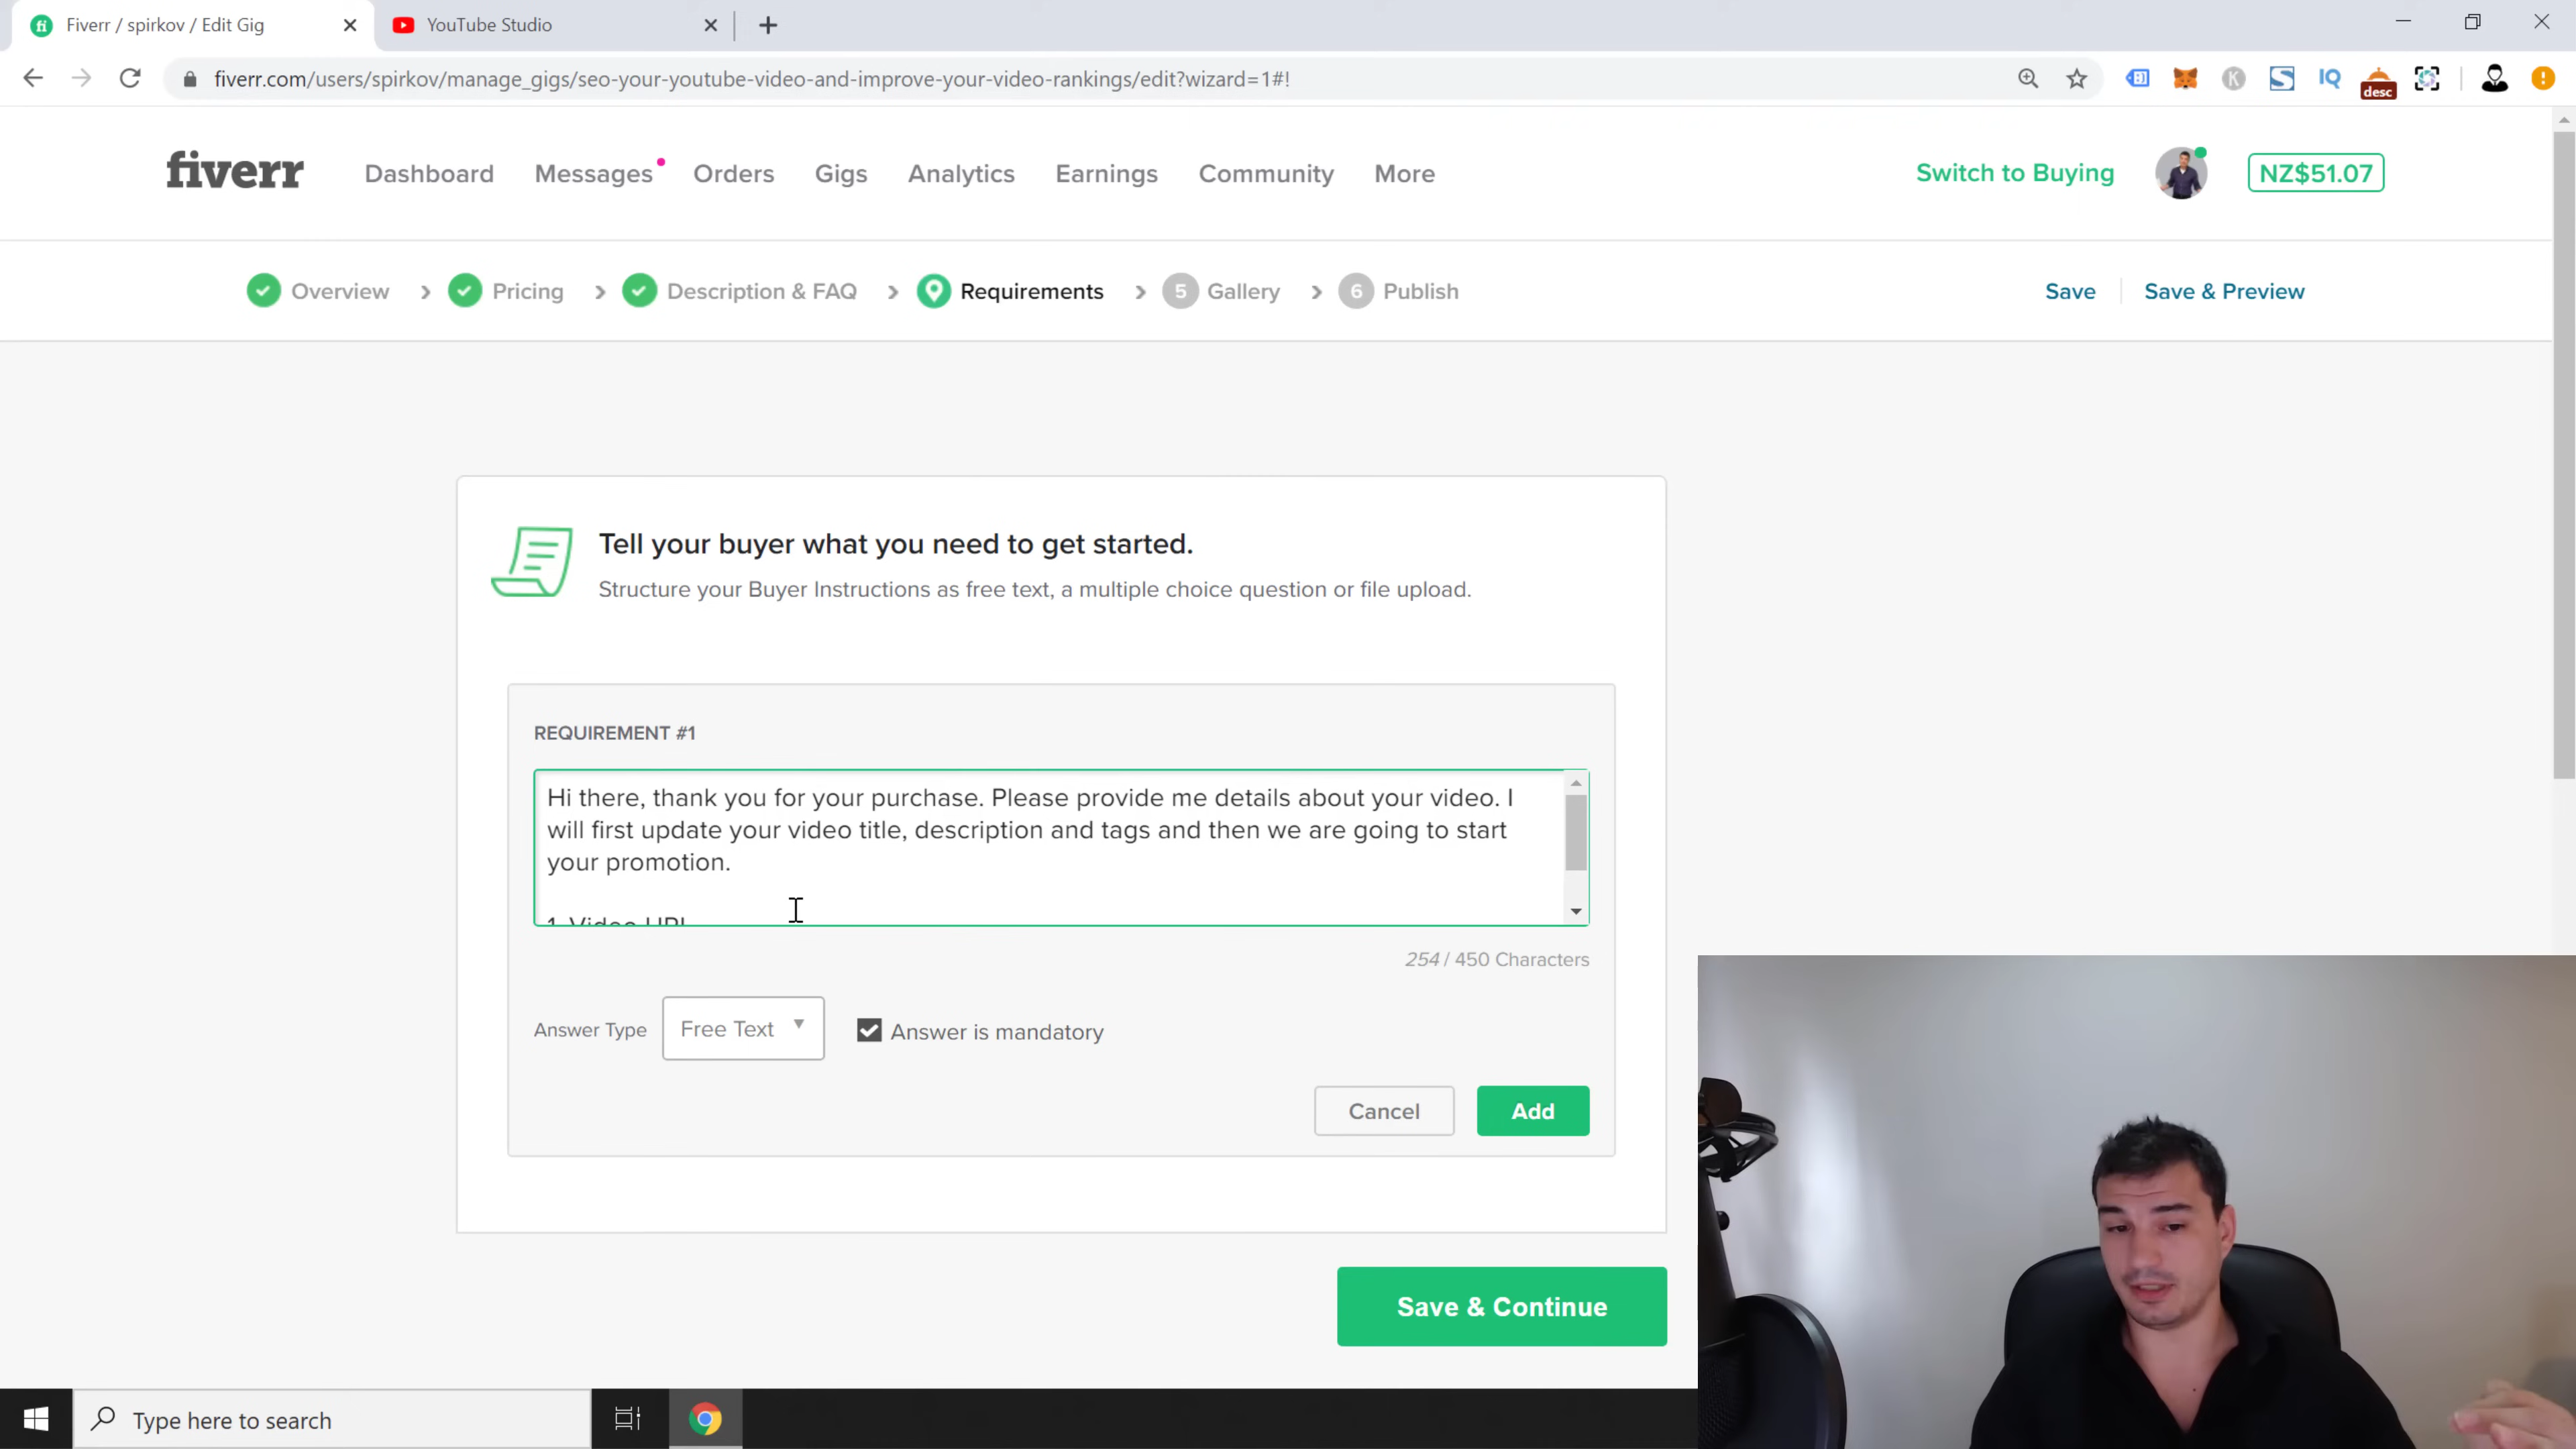 Fiverr / spirkov / Edit Gig
YouTube Studio
fiverr.com/users/spirkov/manage_gigs/seo-your-youtube-video-and-improve-your-video-rankings/edit?wizard=1#!
IQ
K
desc
fiverr
Dashboard
Messages
Orders
Gigs
Analytics
Earnings
Community
More
Switch to Buying
NZ$51.07
Overview
Pricing
Description & FAQ
Requirements
5 Gallery
6 Publish
Save
Save & Preview
Tell your buyer what you need to get started.
Structure your Buyer Instructions as free text, a multiple choice question or file upload.
REQUIREMENT #1
Hi there, thank you for your purchase. Please provide me details about your video. I
will first update your video title, description and tags and then we are going to start
your promotion.
1. Video URL
254 / 450 Characters
Answer Type
Free Text
Answer is mandatory
Cancel
Add
Save & Continue
Type here to search